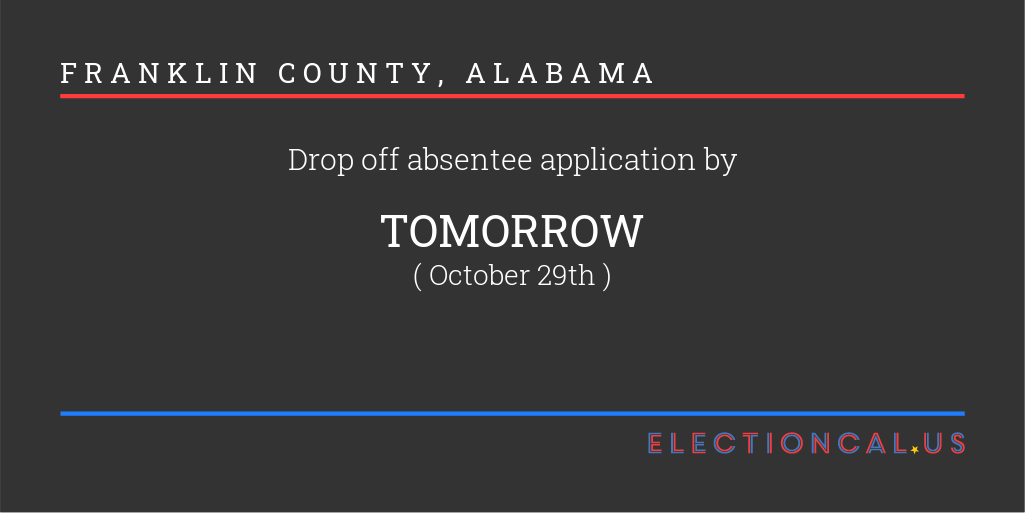 FRANKLIN COUNTY, ALABAMA
Drop off absentee application by
TOMORROW
( October 29th )
ELECTIONCAL.US